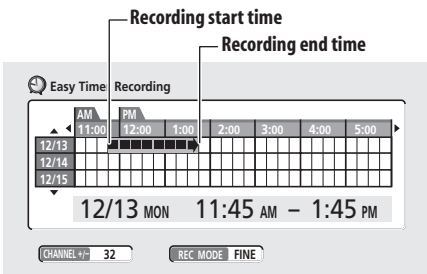 Recording start time
Recording end time
Easy Timer Recording
AM PM
11:00 12:00 1:00 2:00 3:00 4:00 5:00
12/13
12/14
12/15
12/13 MON 11:45 AM – 1:45 PM
CHANNEL +/– 32 REC MODE FINE